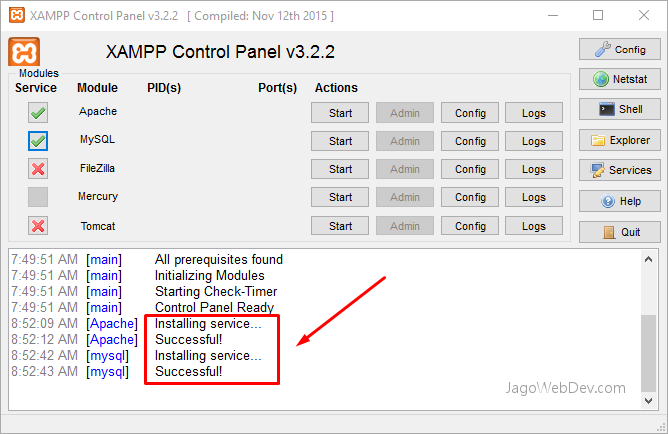 XAMPP Control Panel v3.2.2 [ Compiled: Nov 12th 2015 ]
XAMPP Control Panel v3.2.2
Config
Modules
Service Module PID(s) Port(s) Actions
Netstat
Apache Start Admin Config Logs
Shell
MySQL Start Admin Config Logs
Explorer
FileZilla Start Admin Config Logs
Services
Mercury Start Admin Config Logs
Help
Tomcat Start Admin Config Logs
Quit
7:49:51 AM [main] All prerequisites found
7:49:51 AM [main] Initializing Modules
7:49:51 AM [main] Starting Check-Timer
7:49:51 AM [main] Control Panel Ready
8:52:09 AM [Apache] Installing service...
8:52:12 AM [Apache] Successful!
8:52:42 AM [mysql] Installing service...
8:52:43 AM [mysql] Successful!
JagoWebDev.com